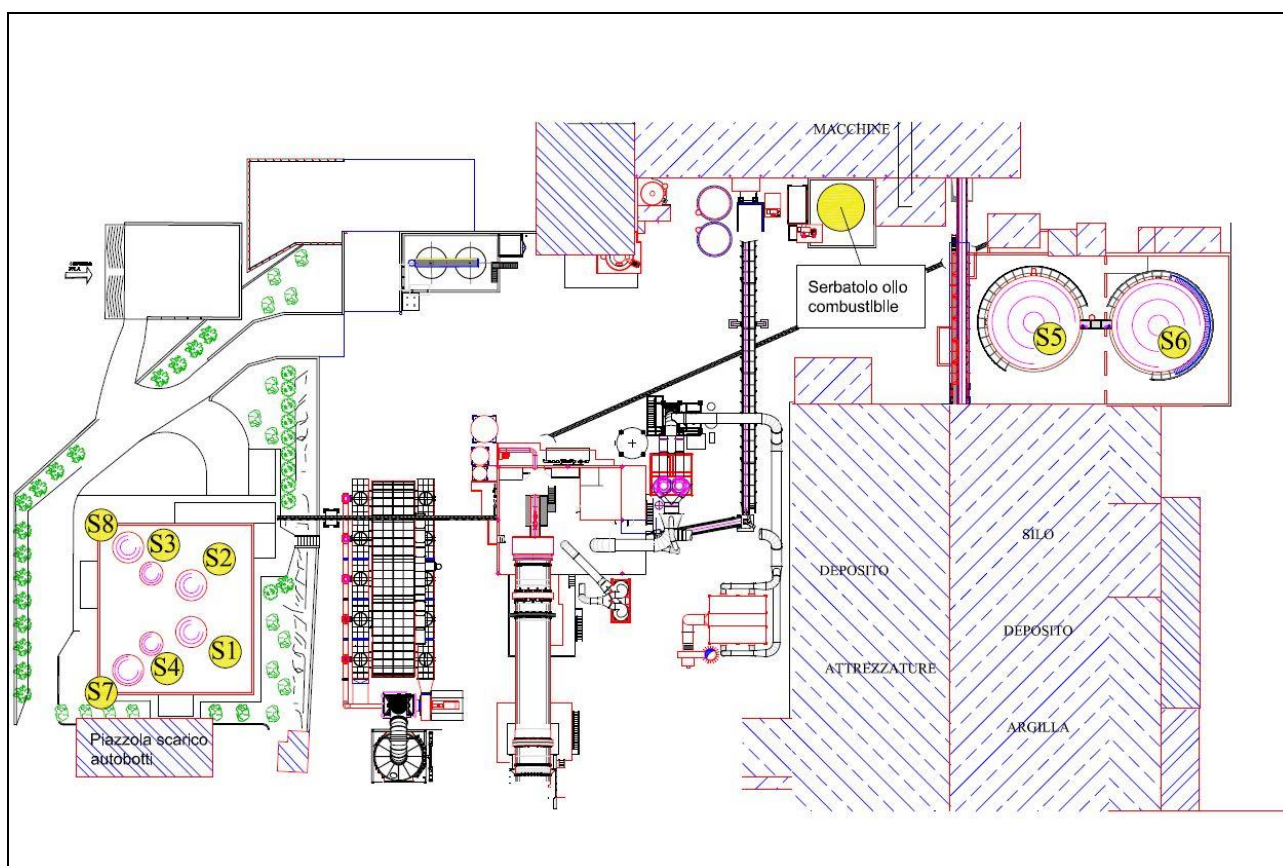 MACCHINE
Serbatoio olio
combustibile
S5
S6
S8
S3
S2
S1
S4
S7
SILO
DEPOSITO
DEPOSITO
ATTREZZATURE
ARGILLA
Piazzola scarico
autobotti